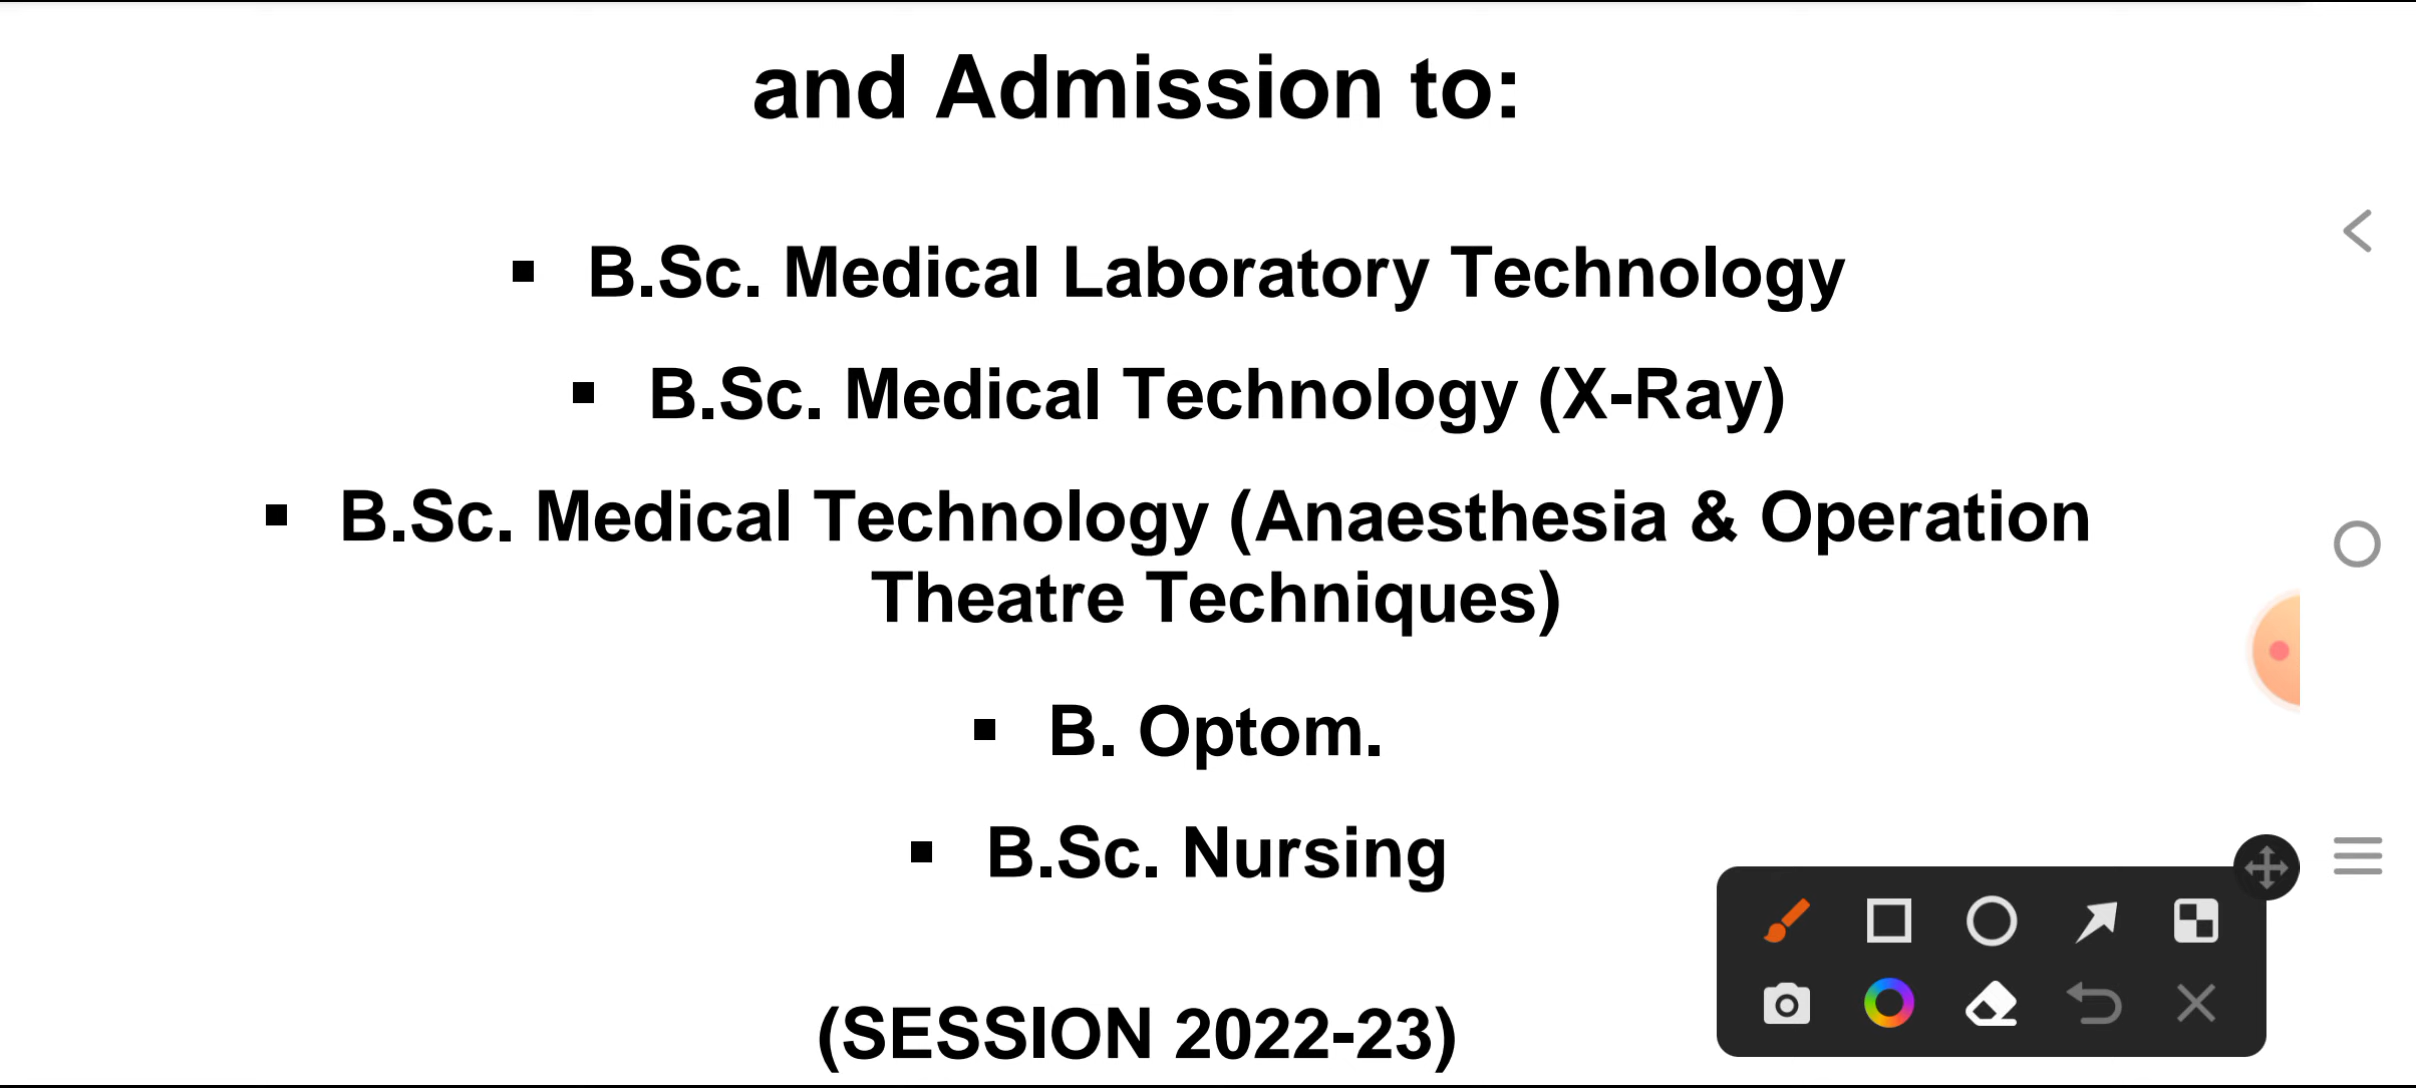 and Admission to:
▪ B.Sc. Medical Laboratory Technology
▪ B.Sc. Medical Technology (X-Ray)
▪ B.Sc. Medical Technology (Anaesthesia & Operation
Theatre Techniques)
▪ B. Optom.
▪ B.Sc. Nursing
(SESSION 2022-23)